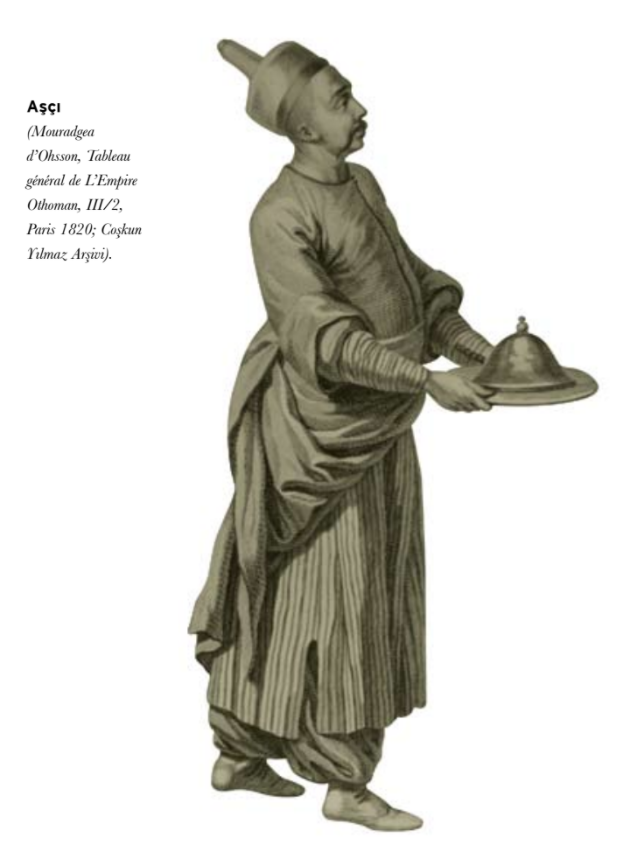 Aşçı
(Mouradgea
d'Ohsson, Tableau
général de L'Empire
Othoman, III/2,
Paris 1820; Coşkun
Yılmaz Arşivi).